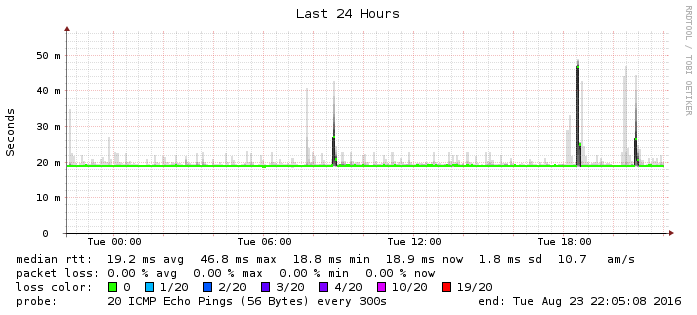 Last 24 Hours
RRDTOOL / TOBI OETIKER
Seconds
50 m
40 m
30 m
20 m
10 m
0
Tue 00:00 Tue 06:00 Tue 12:00 Tue 18:00
median rtt: 19.2 ms avg 46.8 ms max 18.8 ms min 18.9 ms now 1.8 ms sd 10.7 am/s
packet loss: 0.00 % avg 0.00 % max 0.00 % min 0.00 % now
loss color: 0 1/20 2/20 3/20 4/20 10/20 19/20
probe: 20 ICMP Echo Pings (56 Bytes) every 300s end: Tue Aug 23 22:05:08 2016